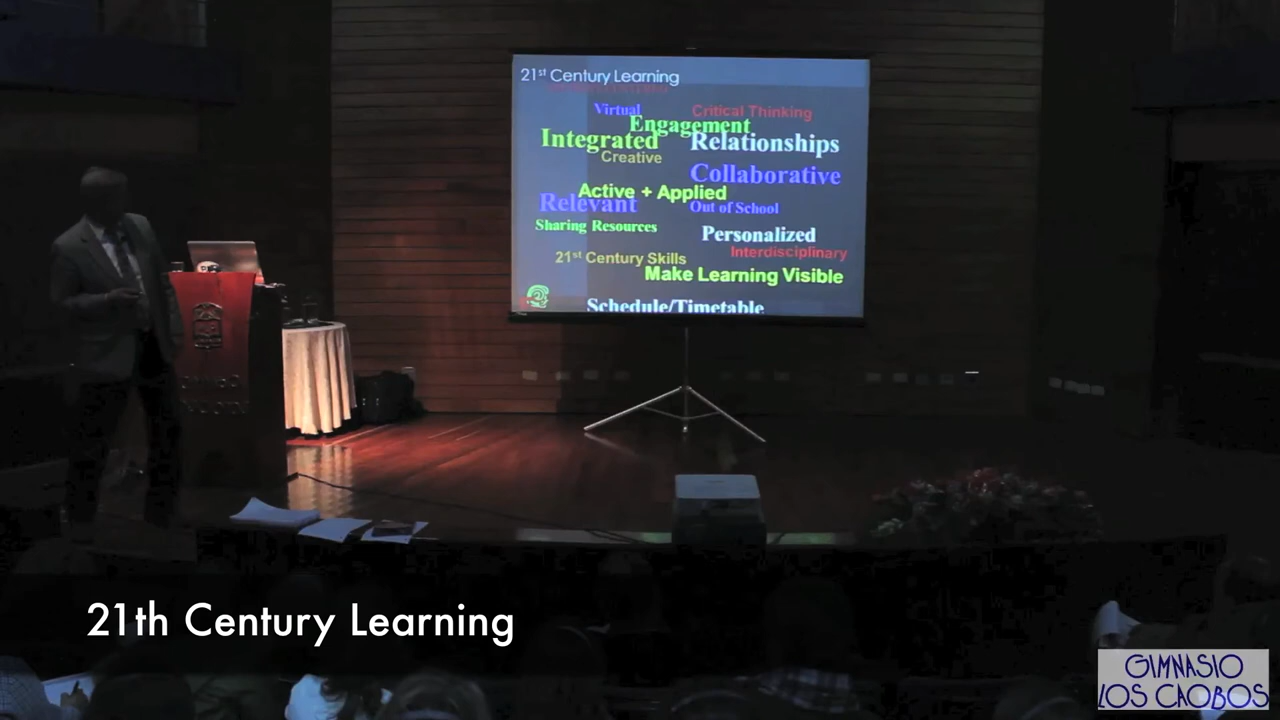 21st Century Learning
Virtual
Critical Thinking
Engagement
Integrated
Relationships
Creative
Collaborative
Active + Applied
Relevant
Out of School
Sharing Resources
Personalized
Interdisciplinary
21st Century Skills
Make Learning Visible
Schedule/Timetable
21th Century Learning
GIMNASIO
LOS CAOBOS